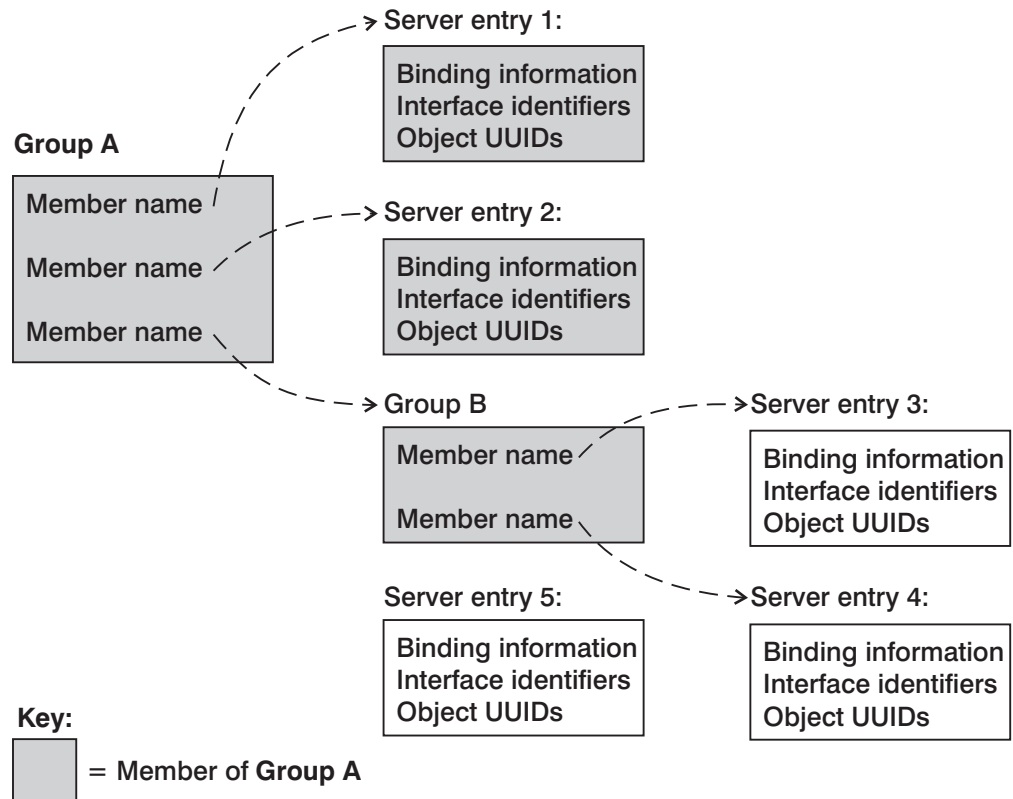 Server entry 1:
Binding information
Interface identifiers
Object UUIDs
Group A
Member name
Member name
Member name
Server entry 2:
Binding information
Interface identifiers
Object UUIDs
Group B
Member name
Member name
Server entry 3:
Binding information
Interface identifiers
Object UUIDs
Server entry 5:
Binding information
Interface identifiers
Object UUIDs
Server entry 4:
Binding information
Interface identifiers
Object UUIDs
Key:
= Member of Group A